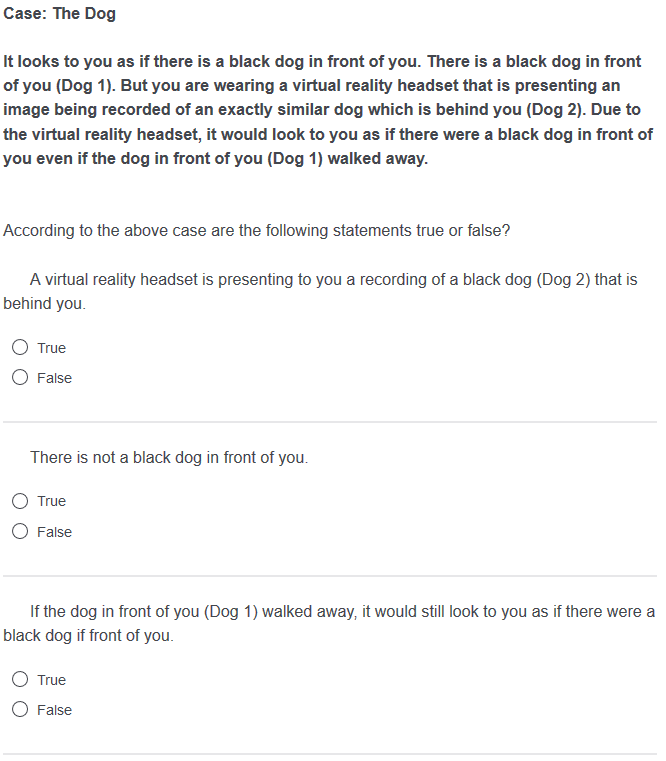 Case: The Dog
It looks to you as if there is a black dog in front of you. There is a black dog in front
of you (Dog 1). But you are wearing a virtual reality headset that is presenting an
image being recorded of an exactly similar dog which is behind you (Dog 2). Due to
the virtual reality headset, it would look to you as if there were a black dog in front of
you even if the dog in front of you (Dog 1) walked away.
According to the above case are the following statements true or false?
A virtual reality headset is presenting to you a recording of a black dog (Dog 2) that is
behind you.
True
False
There is not a black dog in front of you.
True
False
If the dog in front of you (Dog 1) walked away, it would still look to you as if there were a
black dog if front of you.
True
False